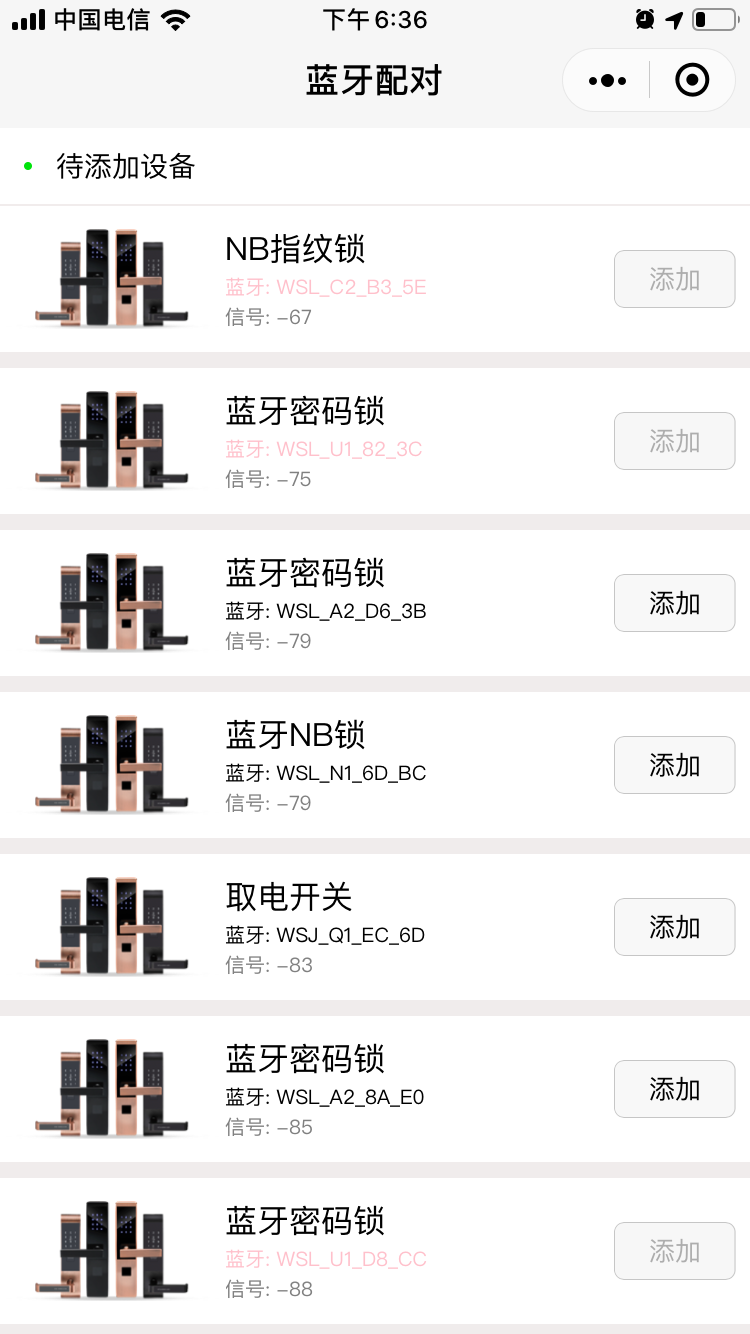 中国电信
下午6:36
蓝牙配对
待添加设备
NB指纹锁
蓝牙: WSL_C2_B3_5E
信号: -67
添加
蓝牙密码锁
蓝牙: WSL_U1_82_3C
信号: -75
添加
蓝牙密码锁
蓝牙: WSL_A2_D6_3B
信号: -79
添加
蓝牙NB锁
蓝牙: WSL_N1_6D_BC
信号: -79
添加
取电开关
蓝牙: WSJ_Q1_EC_6D
信号: -83
添加
蓝牙密码锁
蓝牙: WSL_A2_8A_E0
信号: -85
添加
蓝牙密码锁
蓝牙: WSL_U1_D8_CC
信号: -88
添加